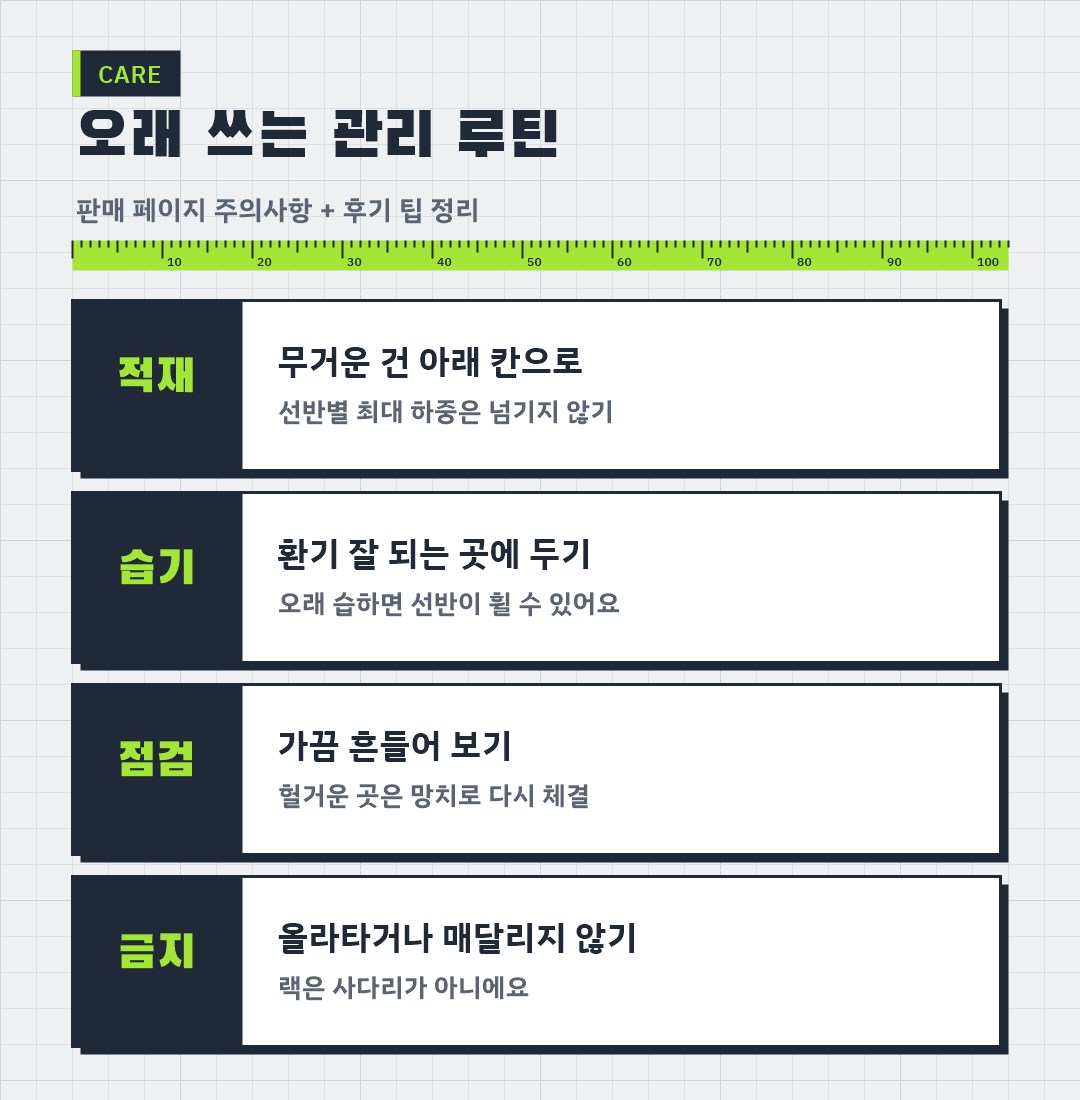 CARE
오래 쓰는 관리 루틴
판매 페이지 주의사항 + 후기 팁 정리
10 20 30 40 50 60 70 80 90 100
적재
무거운 건 아래 칸으로
선반별 최대 하중은 넘기지 않기
습기
환기 잘 되는 곳에 두기
오래 습하면 선반이 휠 수 있어요
점검
가끔 흔들어 보기
헐거운 곳은 망치로 다시 체결
금지
올라타거나 매달리지 않기
랙은 사다리가 아니에요